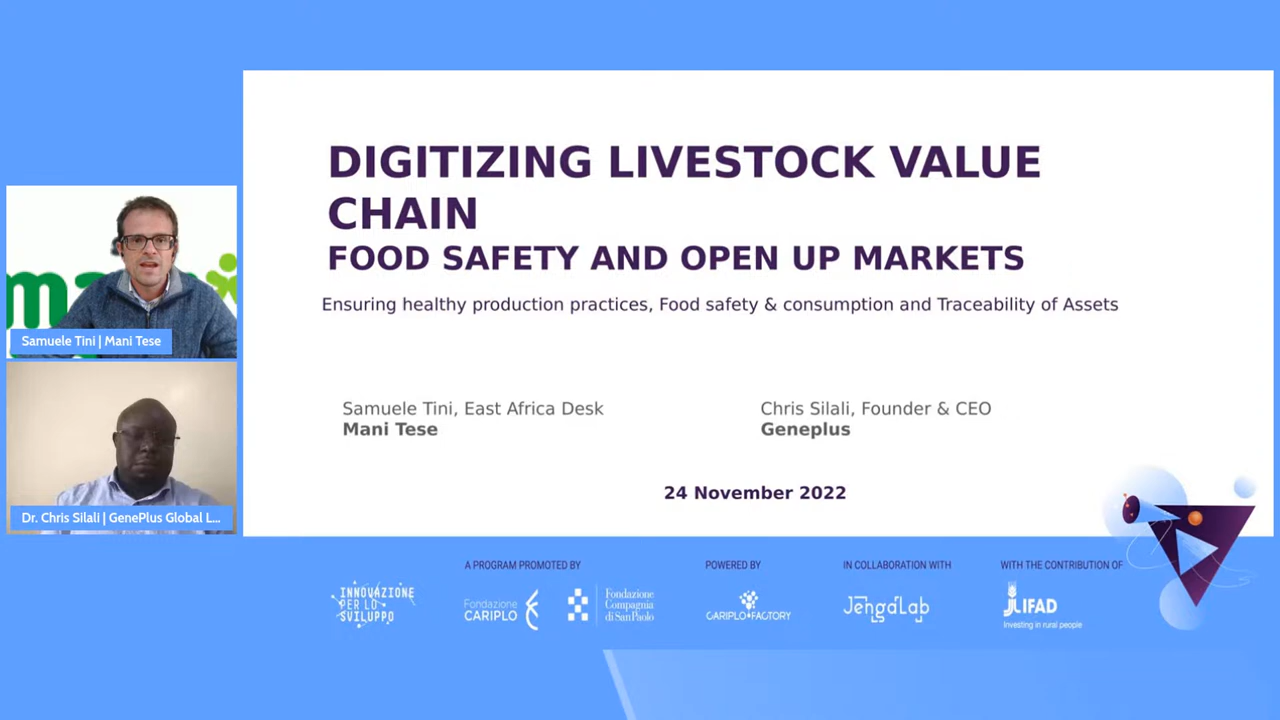 DIGITIZING LIVESTOCK VALUE
CHAIN
FOOD SAFETY AND OPEN UP MARKETS
Ensuring healthy production practices, Food safety & consumption and Traceability of Assets
Samuele Tini | Mani Tese
Dr. Chris Silali | GenePlus Global L...
Samuele Tini, East Africa Desk
Mani Tese
Chris Silali, Founder & CEO
Geneplus
24 November 2022
INNOVAZIONE
PER LO
SVILUPPO
A PROGRAM PROMOTED BY
Fondazione
CARIPLO
Fondazione
Compagnia
di SanPaolo
POWERED BY
CARIPLO FACTORY
IN COLLABORATION WITH
JengaLab
WITH THE CONTRIBUTION OF
JLIFAD
Investing in rural people